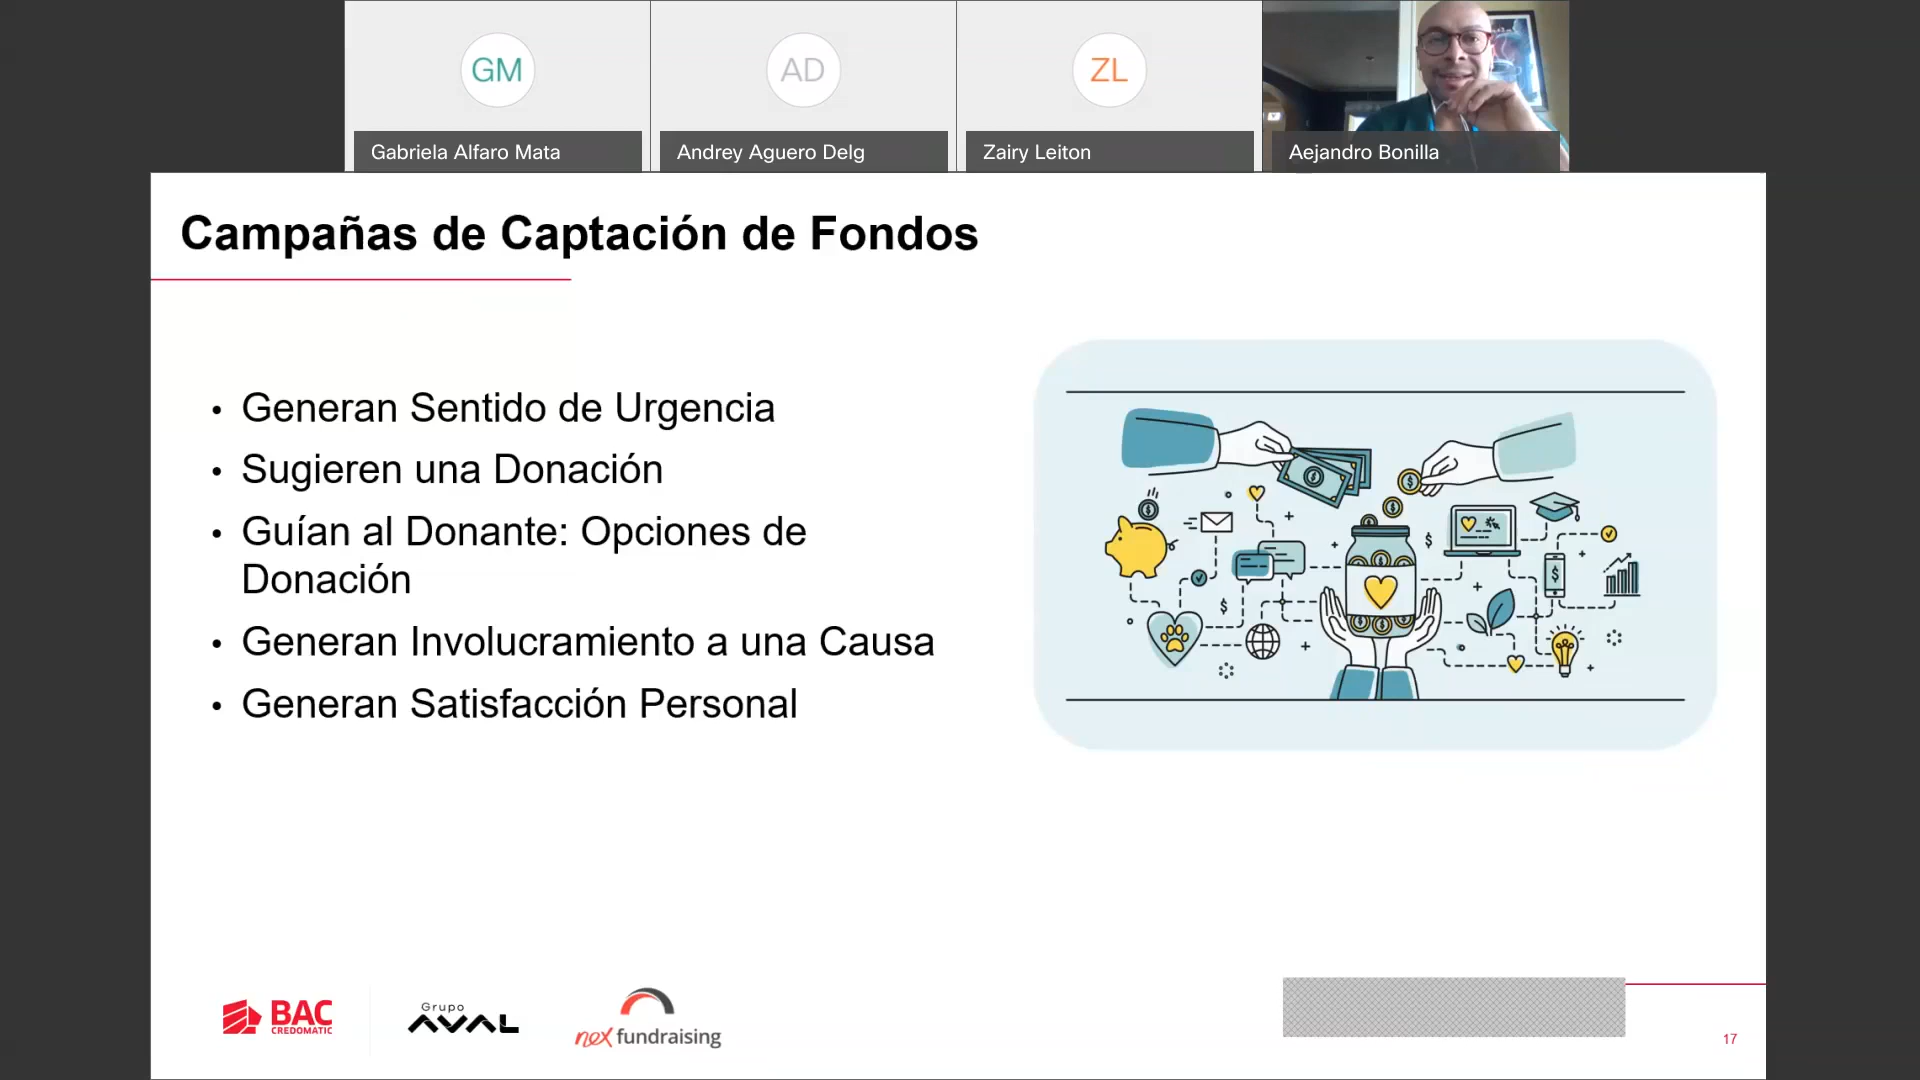 GM
AD
ZL
Gabriela Alfaro Mata
Andrey Aguero Delg
Zairy Leiton
Aejandro Bonilla
Campañas de Captación de Fondos
• Generan Sentido de Urgencia
• Sugieren una Donación
• Guían al Donante: Opciones de
Donación
• Generan Involucramiento a una Causa
• Generan Satisfacción Personal
BAC
CREDOMATIC
Grupo
AVAL
nex fundraising
17